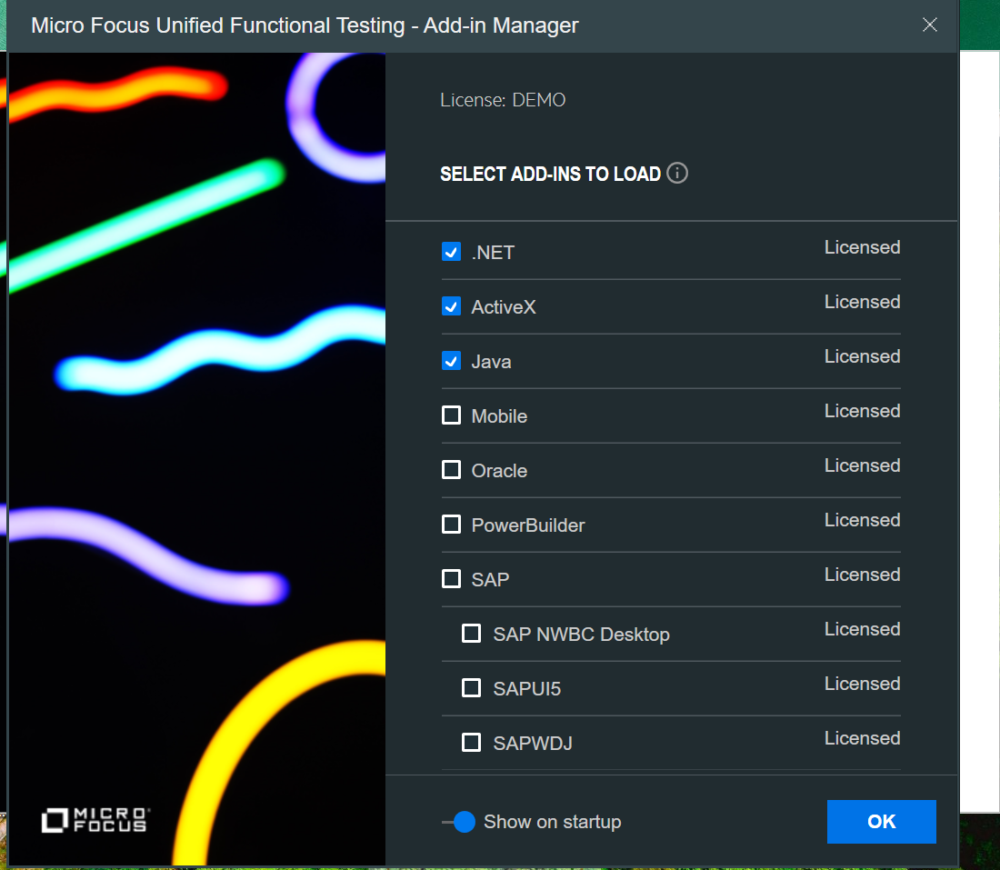 Micro Focus Unified Functional Testing - Add-in Manager
License: DEMO
SELECT ADD-INS TO LOAD
.NET Licensed
ActiveX Licensed
Java Licensed
Mobile Licensed
Oracle Licensed
PowerBuilder Licensed
SAP Licensed
SAP NWBC Desktop Licensed
SAPUI5 Licensed
SAPWDJ Licensed
MICRO
FOCUS
Show on startup OK